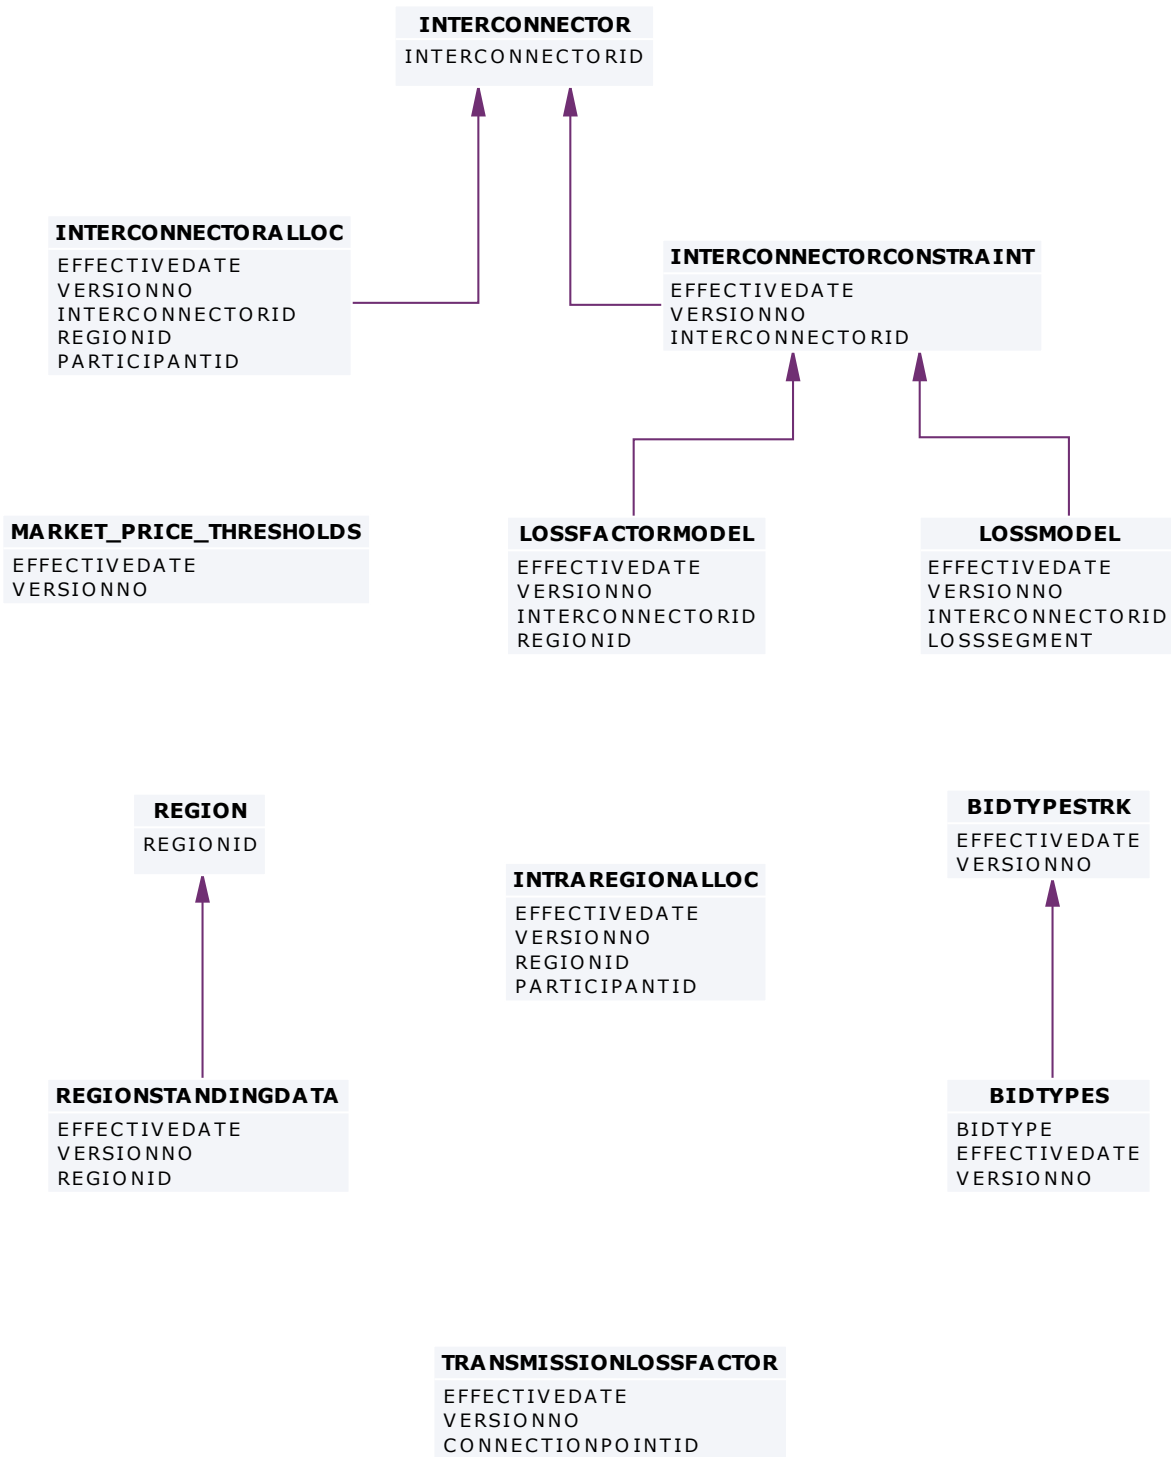 INTERCONNECTOR
INTERCONNECTORID
INTERCONNECTORALLOC
EFFECTIVEDATE
VERSIONNO
INTERCONNECTORID
REGIONID
PARTICIPANTID
INTERCONNECTORCONSTRAINT
EFFECTIVEDATE
VERSIONNO
INTERCONNECTORID
MARKET_PRICE_THRESHOLDS
EFFECTIVEDATE
VERSIONNO
LOSSFACTORMODEL
EFFECTIVEDATE
VERSIONNO
INTERCONNECTORID
REGIONID
LOSSMODEL
EFFECTIVEDATE
VERSIONNO
INTERCONNECTORID
LOSSSEGMENT
REGION
REGIONID
INTRAREGIONALLOC
EFFECTIVEDATE
VERSIONNO
REGIONID
PARTICIPANTID
BIDTYPESTRK
EFFECTIVEDATE
VERSIONNO
REGIONSTANDINGDATA
EFFECTIVEDATE
VERSIONNO
REGIONID
BIDTYPES
BIDTYPE
EFFECTIVEDATE
VERSIONNO
TRANSMISSIONLOSSFACTOR
EFFECTIVEDATE
VERSIONNO
CONNECTIONPOINTID